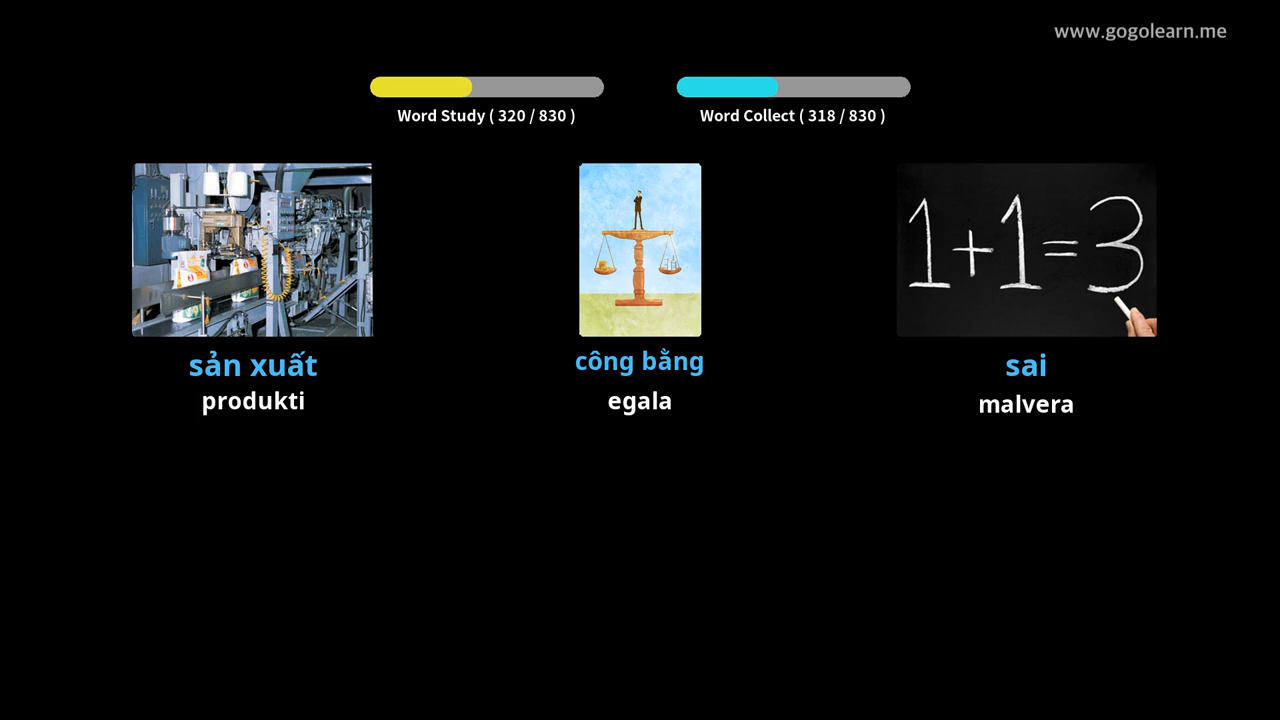 www.gogolearn.me
Word Study ( 320 / 830 )
Word Collect ( 318 / 830 )
1+1=3
sản xuất
produkti
công bằng
egala
sai
malvera